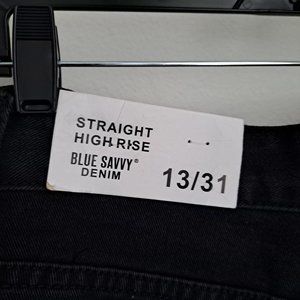 STRAIGHT
HIGH-RISE
BLUE SAVVY®
DENIM
13/31